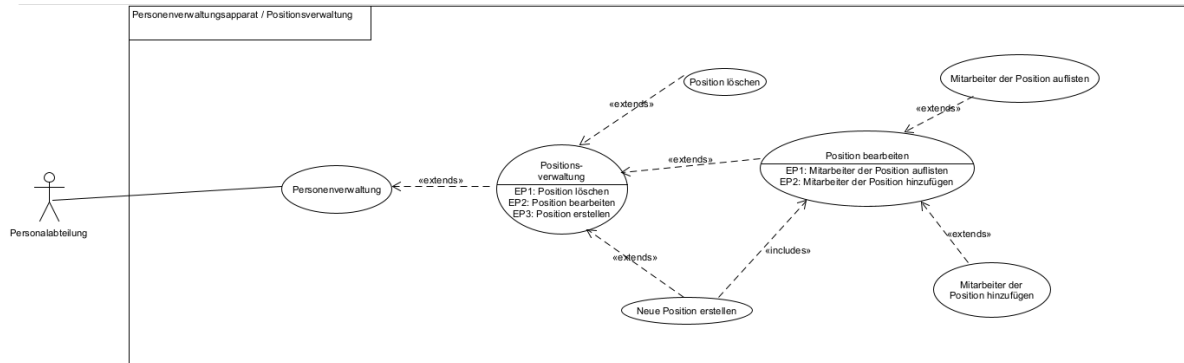 Personenverwaltungsapparat / Positionsverwaltung
Position löschen
Mitarbeiter der Position auflisten
«extends»
«extends»
Positions-
verwaltung
EP1: Position löschen
EP2: Position bearbeiten
EP3: Position erstellen
«extends»
Position bearbeiten
EP1: Mitarbeiter der Position auflisten
EP2: Mitarbeiter der Position hinzufügen
Personenverwaltung
«extends»
Personalabteilung
«extends»
«includes»
«extends»
Neue Position erstellen
Mitarbeiter der
Position hinzufügen